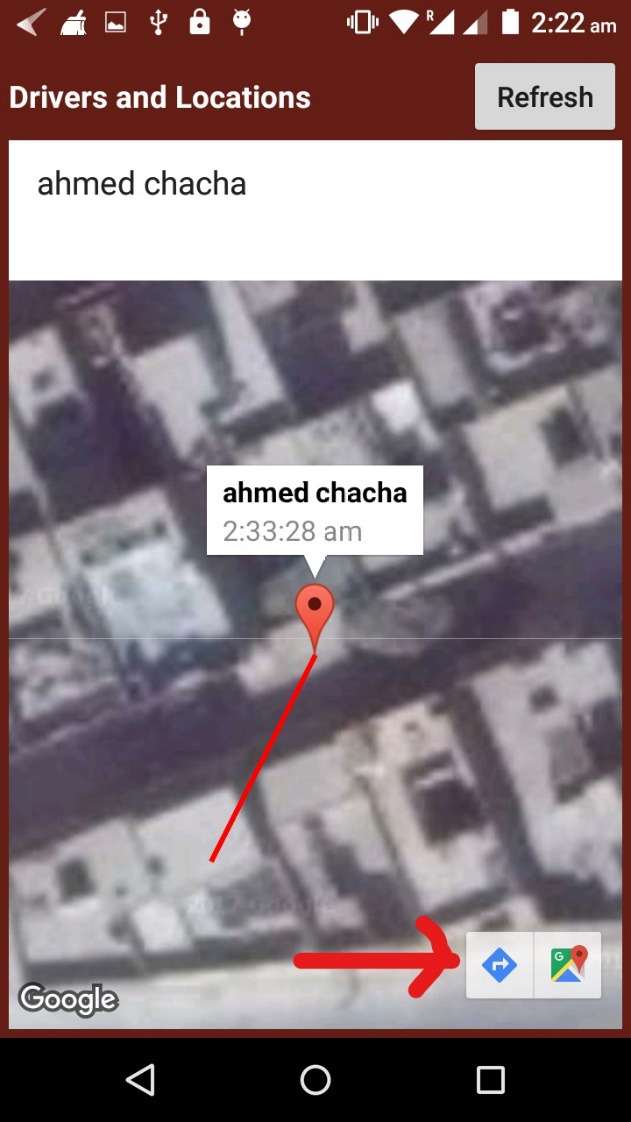 2:22 am
Drivers and Locations
Refresh
ahmed chacha
ahmed chacha
2:33:28 am
Google